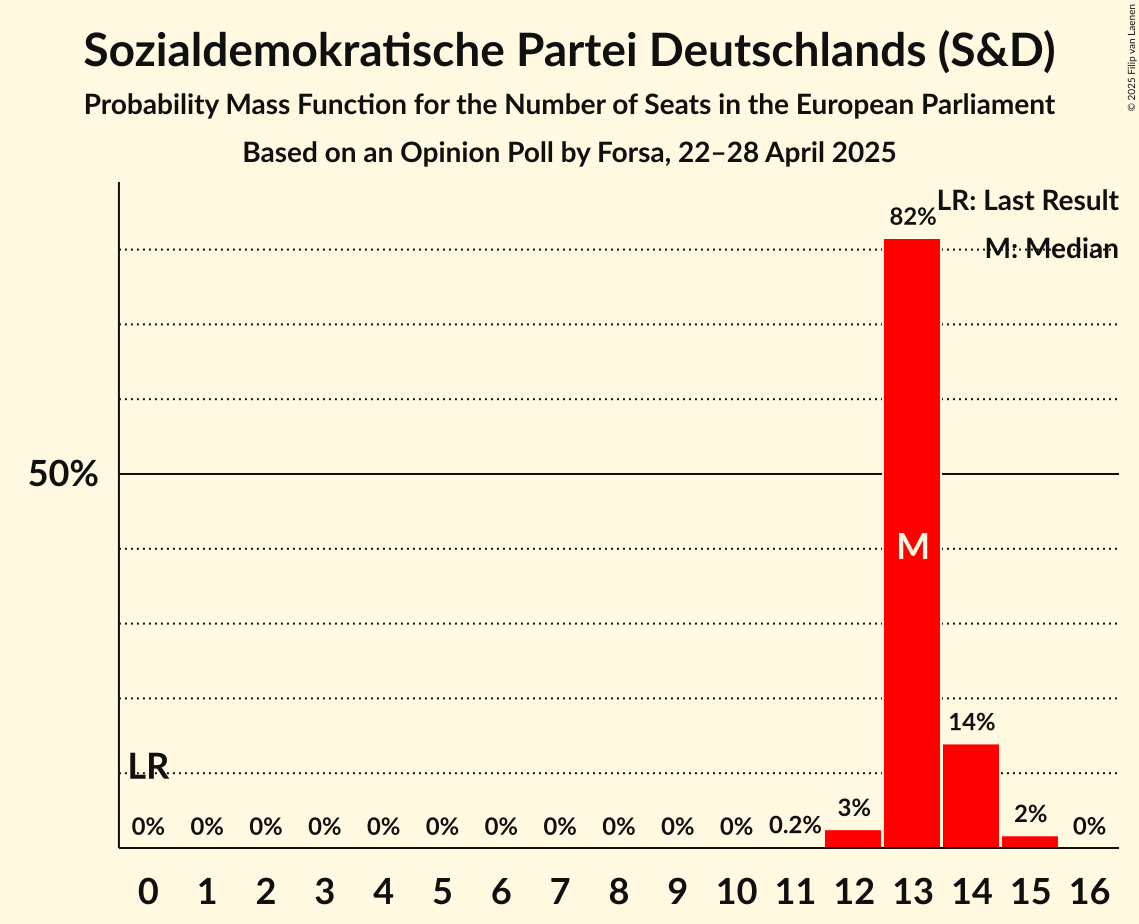 Sozialdemokratische Partei Deutschlands (S&D)
Probability Mass Function for the Number of Seats in the European Parliament
Based on an Opinion Poll by Forsa, 22–28 April 2025
© 2025 Filip van Laenen
LR: Last Result
M: Median
82%
50%
M
14%
LR
0% 0% 0% 0% 0% 0% 0% 0% 0% 0% 0% 0.2% 3% 2% 0%
0 1 2 3 4 5 6 7 8 9 10 11 12 13 14 15 16